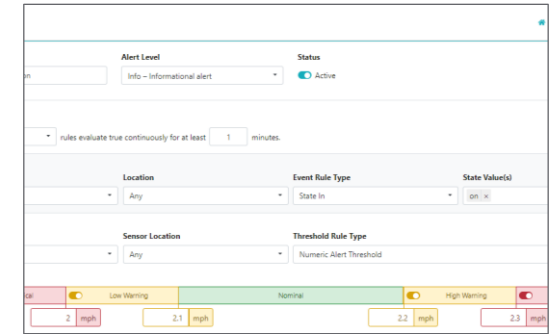 Alert Level Status
on Info – Informational alert Active
rules evaluate true continuously for at least 1 minutes.
Location Event Rule Type State Value(s)
Any State In on ×
Sensor Location Threshold Rule Type
Any Numeric Alert Threshold
cal Low Warning Nominal High Warning
2 mph 2.1 mph 2.2 mph 2.3 mph